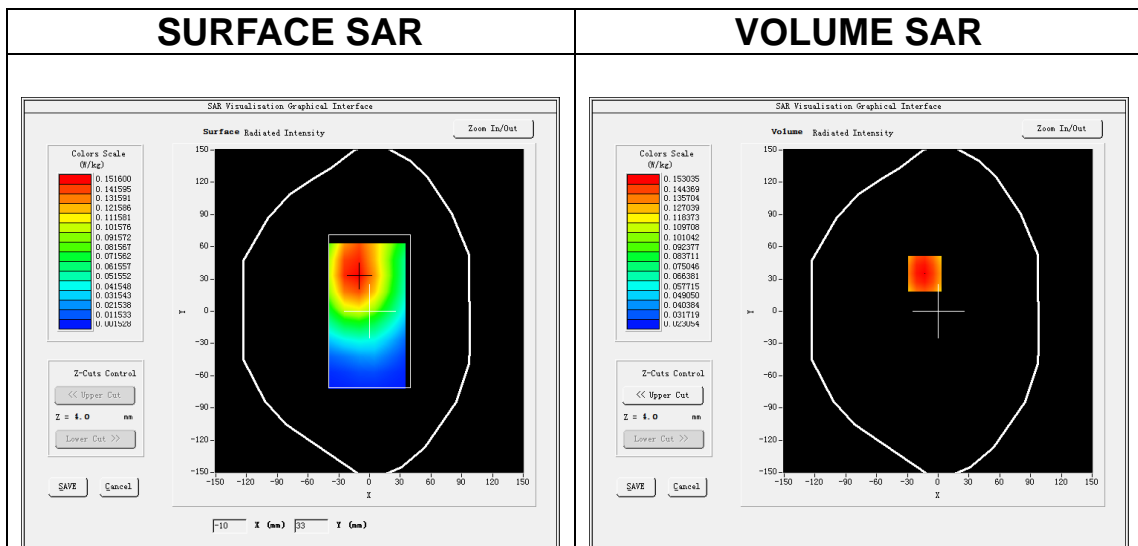 SURFACE SAR
VOLUME SAR
SAR Visualisation Graphical Interface
Surface Radiated Intensity
Zoom In/Out
Colors Scale
(W/kg)
0.151600
0.141595
0.131591
0.121586
0.111581
0.101576
0.091572
0.081567
0.071562
0.061557
0.051552
0.041548
0.031543
0.021538
0.011533
0.001528
150
120
90
60
30
0
-30
-60
-90
-120
-150
Y
-150 -120 -90 -60 -30 0 30 60 90 120 150
X
Z-Cuts Control
<< Upper Cut
Z = 4.0 mm
Lower Cut >>
SAVE Cancel
-10 X (mm) 33 Y (mm)
SAR Visualisation Graphical Interface
Volume Radiated Intensity
Zoom In/Out
Colors Scale
(W/kg)
0.153035
0.144369
0.135704
0.127039
0.118373
0.109708
0.101042
0.092377
0.083711
0.075046
0.066381
0.057715
0.049050
0.040384
0.031719
0.023054
150
120
90
60
30
0
-30
-60
-90
-120
-150
Y
-150 -120 -90 -60 -30 0 30 60 90 120 150
X
Z-Cuts Control
<< Upper Cut
Z = 4.0 mm
Lower Cut >>
SAVE Cancel